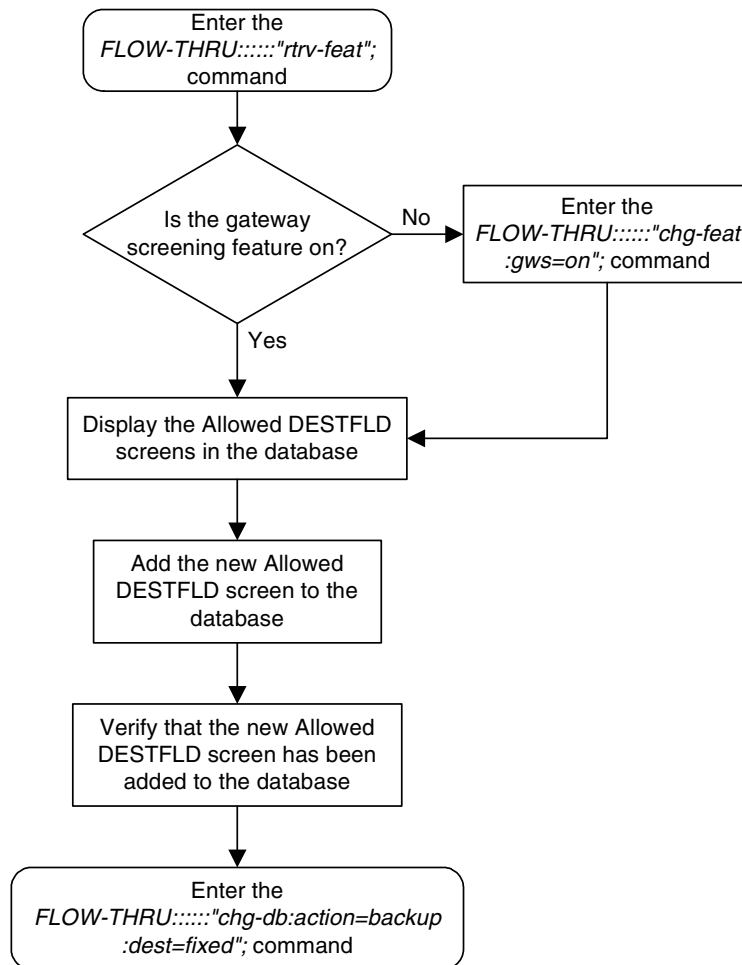 Enter the
FLOW-THRU::::::"rtrv-feat";
command
Is the gateway
screening feature on?
No
Enter the
FLOW-THRU::::::"chg-feat
:gws=on"; command
Yes
Display the Allowed DESTFLD
screens in the database
Add the new Allowed
DESTFLD screen to the
database
Verify that the new Allowed
DESTFLD screen has been
added to the database
Enter the
FLOW-THRU::::::"chg-db:action=backup
:dest=fixed"; command